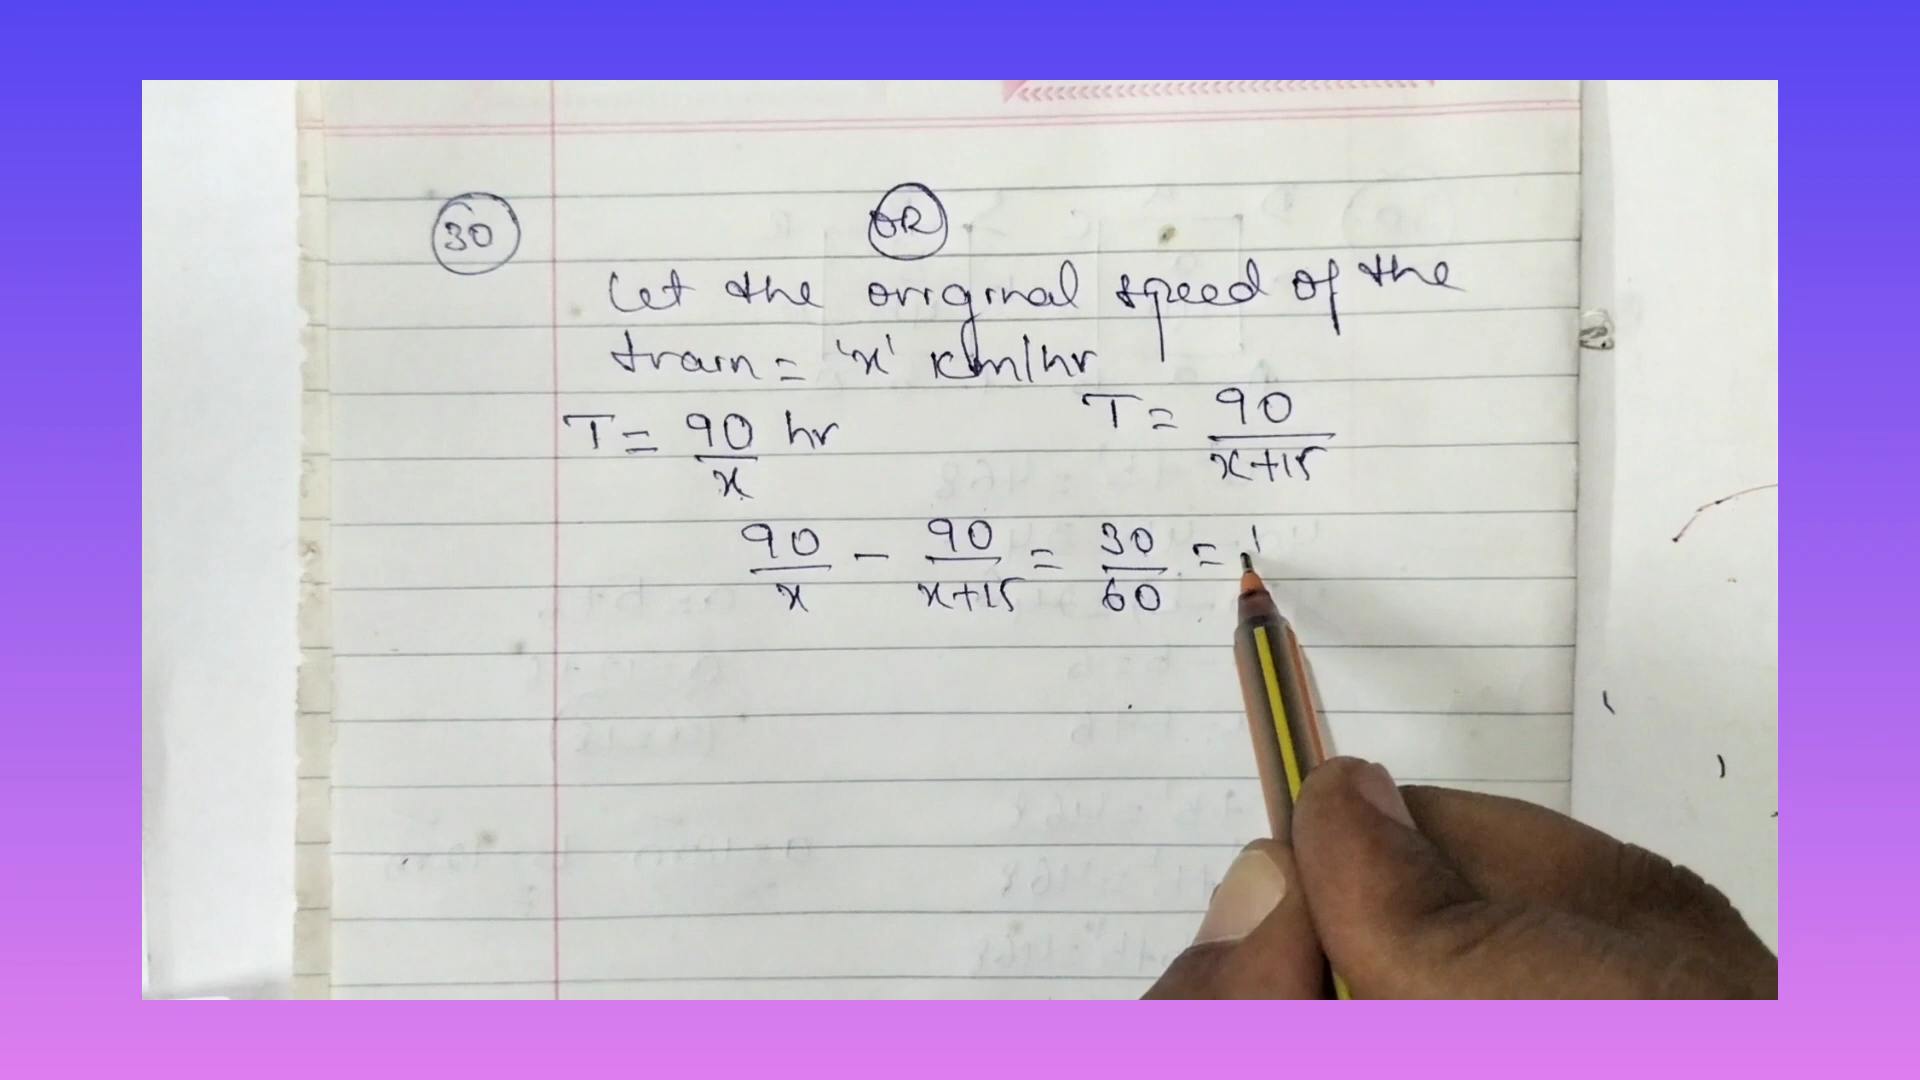 30 OR
Let the original speed of the
train = 'x' km/hr
T = 90/x hr T = 90/x+15
90/x - 90/x+15 = 30/60 = 1